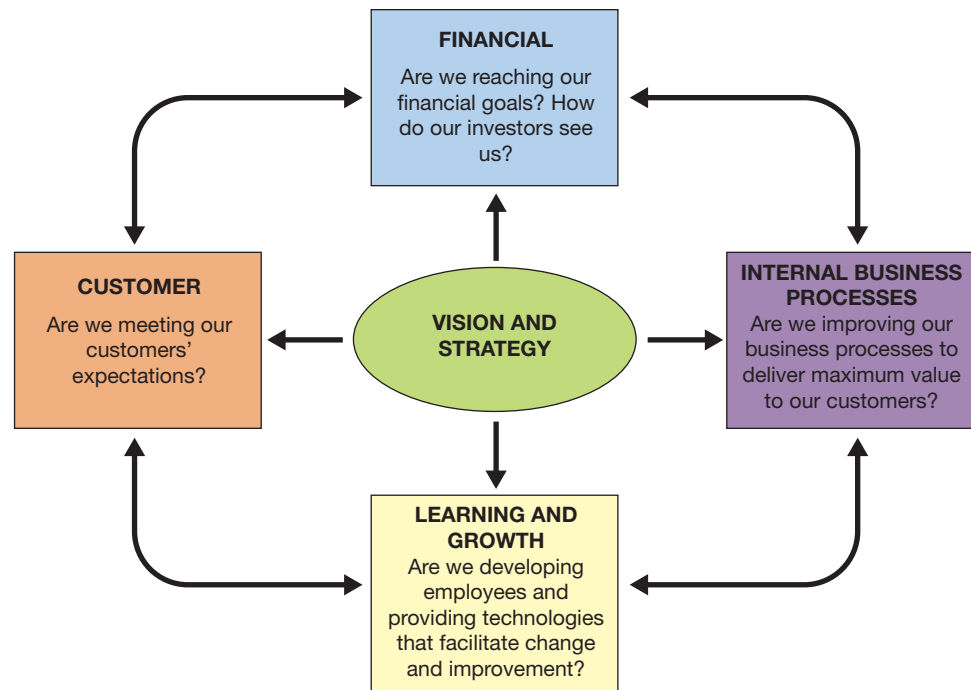 FINANCIAL
Are we reaching our
financial goals? How
do our investors see
us?
CUSTOMER
Are we meeting our
customers’
expectations?
VISION AND
STRATEGY
INTERNAL BUSINESS
PROCESSES
Are we improving our
business processes to
deliver maximum value
to our customers?
LEARNING AND
GROWTH
Are we developing
employees and
providing technologies
that facilitate change
and improvement?